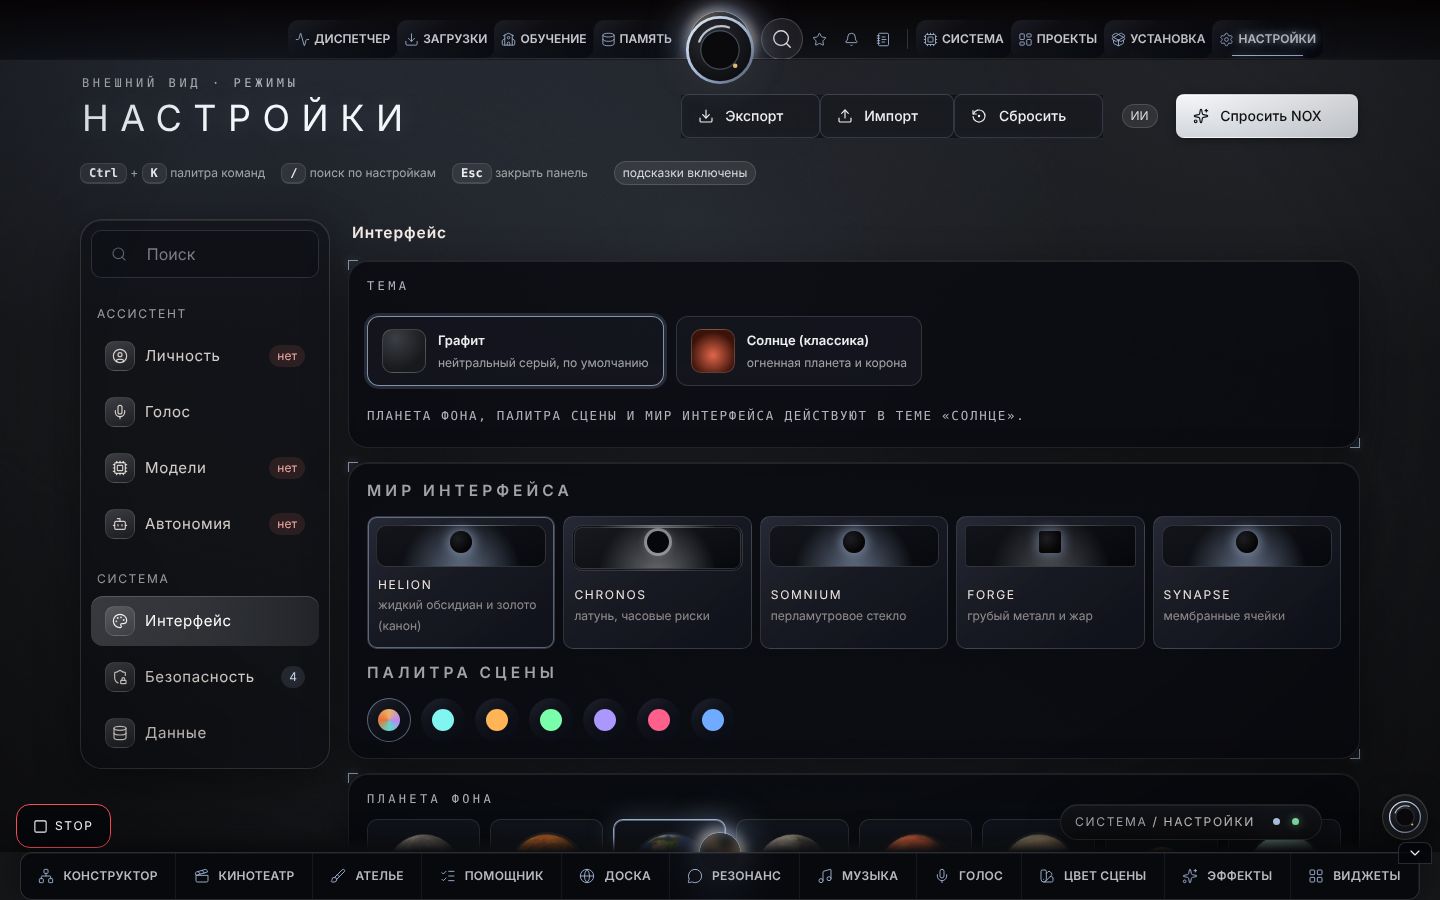 ДИСПЕТЧЕР ЗАГРУЗКИ ОБУЧЕНИЕ ПАМЯТЬ СИСТЕМА ПРОЕКТЫ УСТАНОВКА НАСТРОЙКИ
ВНЕШНИЙ ВИД · РЕЖИМЫ
НАСТРОЙКИ
Экспорт Импорт Сбросить ИИ Спросить NOX
Ctrl + K палитра команд / поиск по настройкам Esc закрыть панель подсказки включены
Поиск
АССИСТЕНТ
Личность нет
Голос
Модели нет
Автономия нет
СИСТЕМА
Интерфейс
Безопасность 4
Данные
Интерфейс
ТЕМА
Графит
нейтральный серый, по умолчанию
Солнце (классика)
огненная планета и корона
ПЛАНЕТА ФОНА, ПАЛИТРА СЦЕНЫ И МИР ИНТЕРФЕЙСА ДЕЙСТВУЮТ В ТЕМЕ «СОЛНЦЕ».
МИР ИНТЕРФЕЙСА
HELION
жидкий обсидиан и золото
(канон)
CHRONOS
латунь, часовые риски
SOMNIUM
перламутровое стекло
FORGE
грубый металл и жар
SYNAPSE
мембранные ячейки
ПАЛИТРА СЦЕНЫ
ПЛАНЕТА ФОНА
STOP
СИСТЕМА / НАСТРОЙКИ
КОНСТРУКТОР КИНОТЕАТР АТЕЛЬЕ ПОМОЩНИК ДОСКА РЕЗОНАНС МУЗЫКА ГОЛОС ЦВЕТ СЦЕНЫ ЭФФЕКТЫ ВИДЖЕТЫ